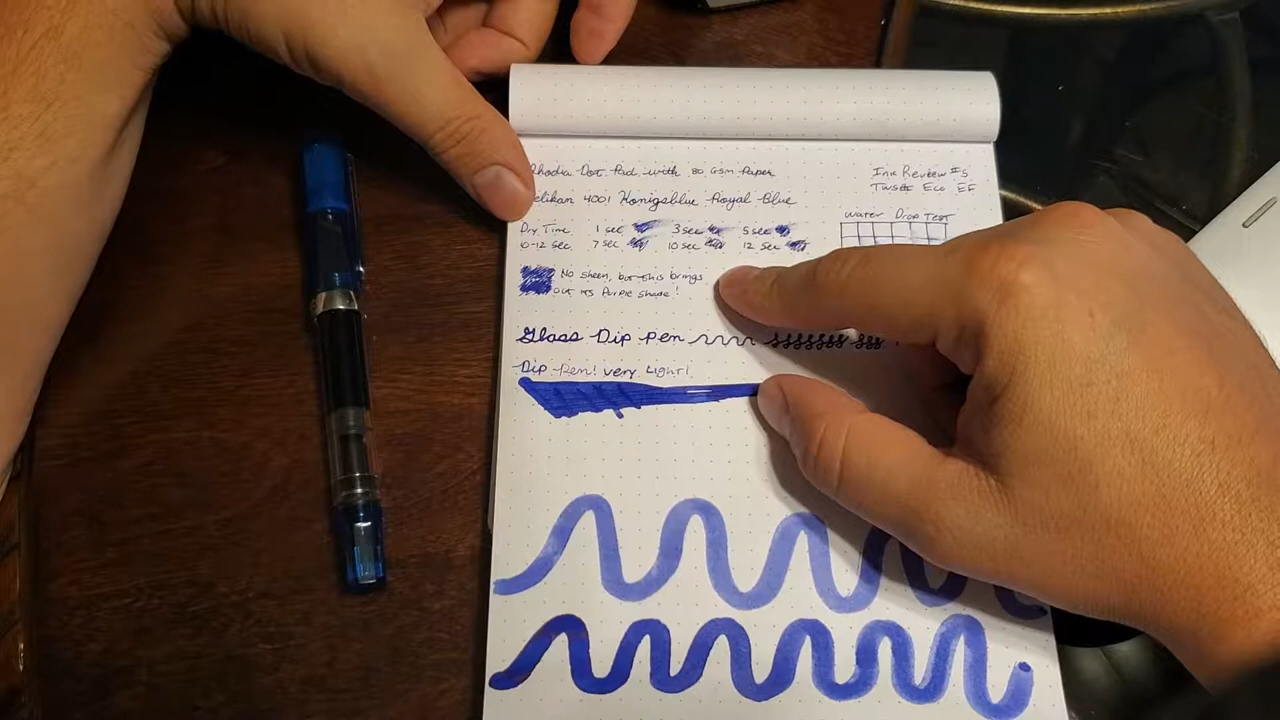 Rhodia Dot Pad with 80 GSM Paper
Ink Review #5
TWSBI Eco EF
elikan 4001 Konigsblue Royal Blue
Water Drop Test
Dry Time 1 sec 3 sec 5 sec
10-12 sec 7 sec 10 sec 12 sec
No sheen, but this brings
out its Purple shade!
Glass Dip pen
Dip Pen! very Light!